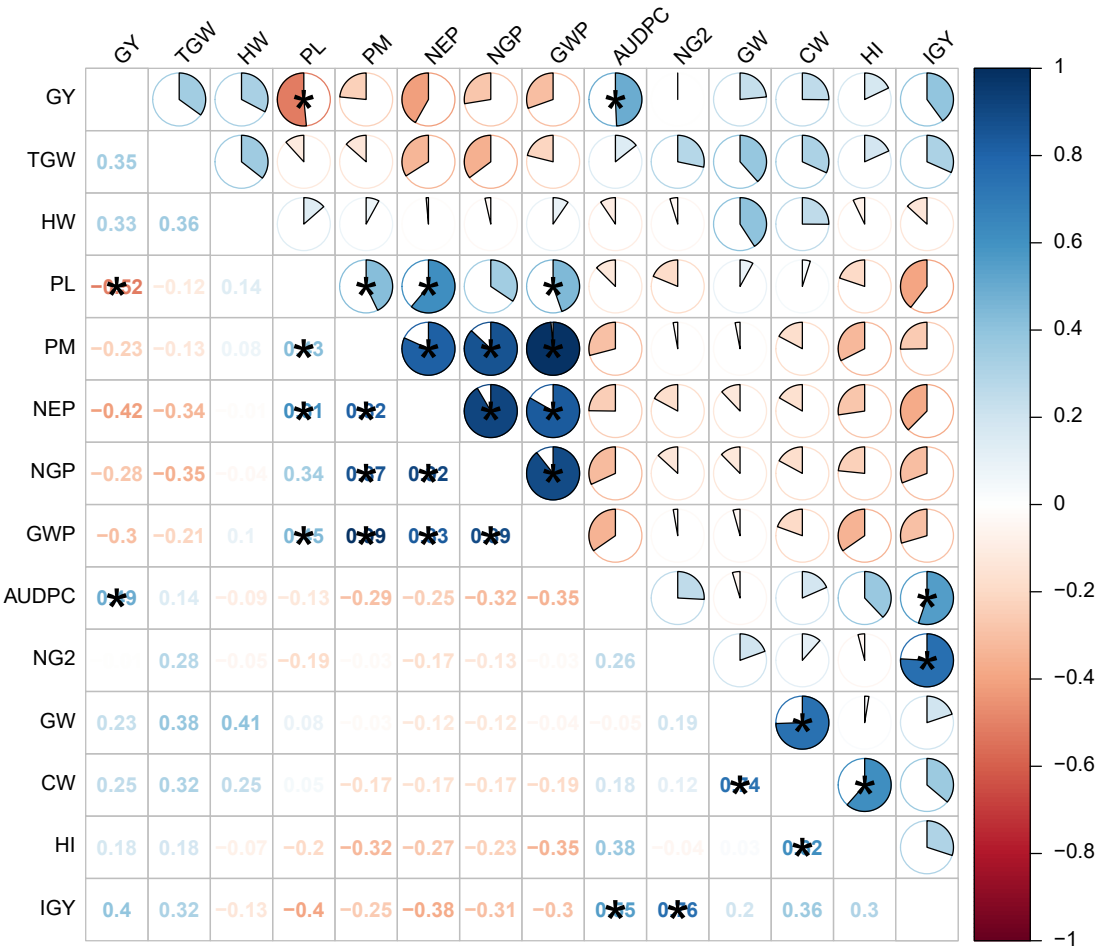 GY TGW HW PL PM NEP NGP GWP AUDPC NG2 GW CW HI IGY
GY
TGW 0.35
HW 0.33 0.36
PL −0.52 −0.12 0.14
PM −0.23 −0.13 0.08
NEP −0.42 −0.34 −0.01
NGP −0.28 −0.35 −0.04 0.34
GWP −0.3 −0.21 0.1
AUDPC 0.14 −0.09 −0.13 −0.29 −0.25 −0.32 −0.35
NG2 0.28 −0.05 −0.19 −0.03 −0.17 −0.13 −0.03 0.26
GW 0.23 0.38 0.41 0.08 −0.03 −0.12 −0.12 −0.04 −0.05 0.19
CW 0.25 0.32 0.25 0.05 −0.17 −0.17 −0.17 −0.19 0.18 0.12
HI 0.18 0.18 −0.07 −0.2 −0.32 −0.27 −0.23 −0.35 0.38 −0.04 0.03
IGY 0.4 0.32 −0.13 −0.4 −0.25 −0.38 −0.31 −0.3 0.2 0.36 0.3
1
0.8
0.6
0.4
0.2
0
−0.2
−0.4
−0.6
−0.8
−1